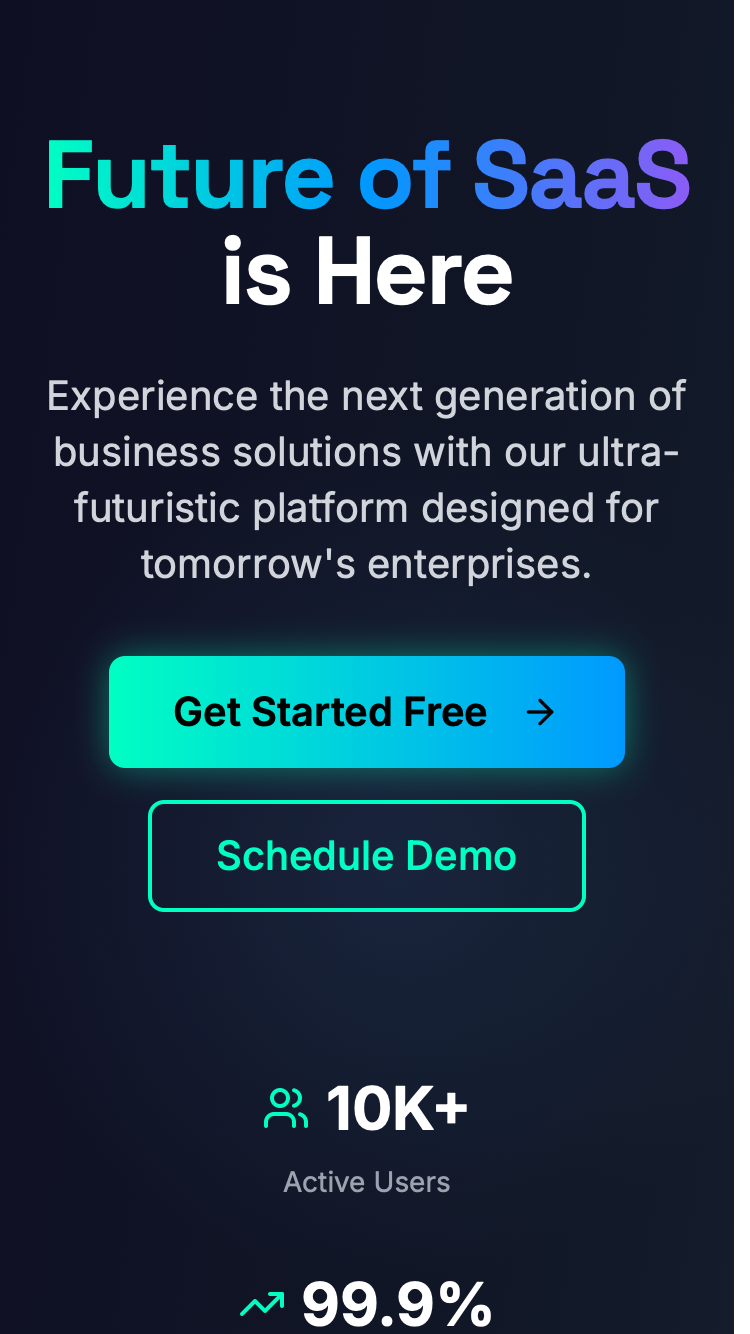 Future of SaaS
is Here
Experience the next generation of
business solutions with our ultra-
futuristic platform designed for
tomorrow's enterprises.
Get Started Free
Schedule Demo
10K+
Active Users
99.9%